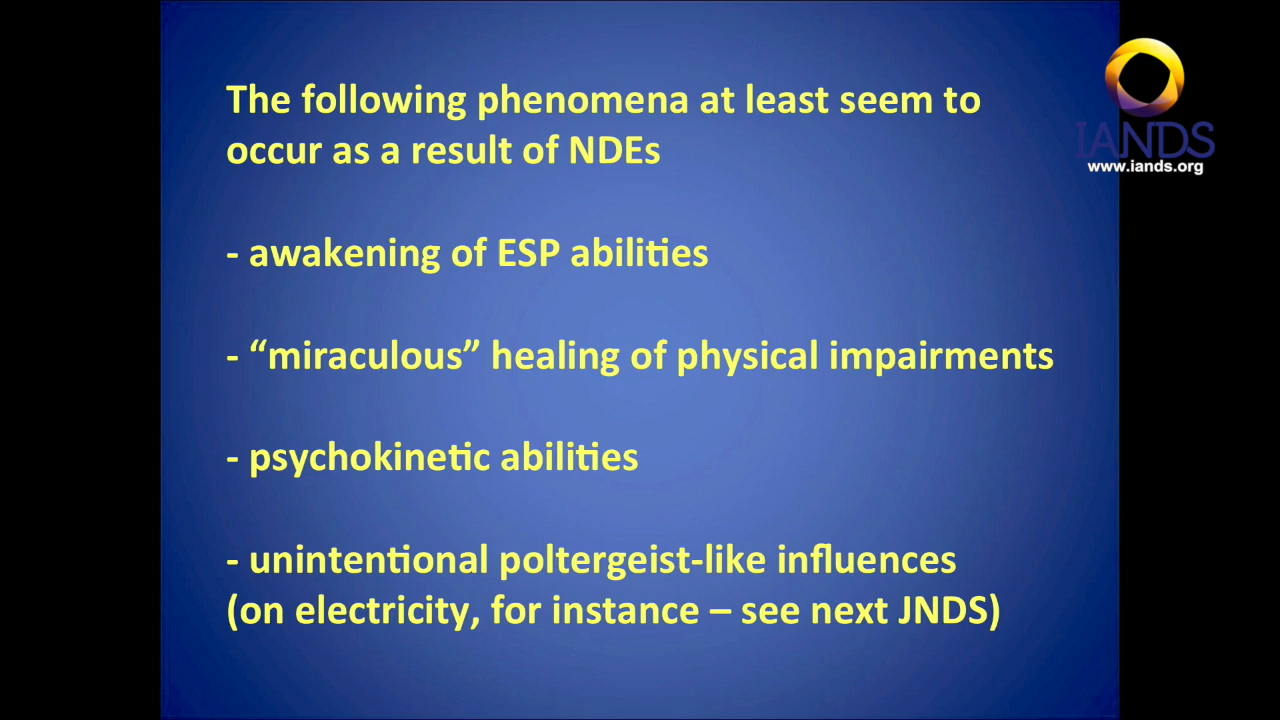 The following phenomena at least seem to
occur as a result of NDEs
- awakening of ESP abilities
- “miraculous” healing of physical impairments
- psychokinetic abilities
- unintentional poltergeist-like influences
(on electricity, for instance – see next JNDS)
IANDS
www.iands.org